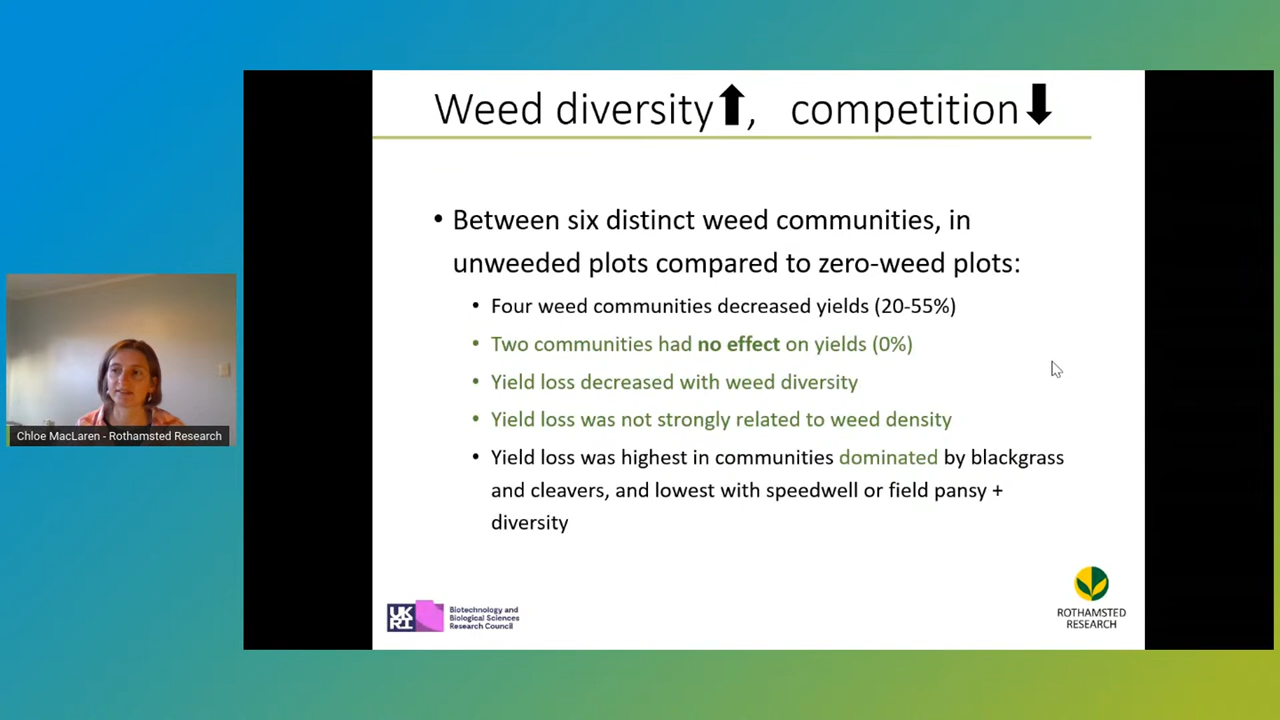 Weed diversity⬆, competition⬇
• Between six distinct weed communities, in
unweeded plots compared to zero-weed plots:
• Four weed communities decreased yields (20-55%)
• Two communities had no effect on yields (0%)
• Yield loss decreased with weed diversity
• Yield loss was not strongly related to weed density
• Yield loss was highest in communities dominated by blackgrass
and cleavers, and lowest with speedwell or field pansy +
diversity
Chloe MacLaren - Rothamsted Research
UK
RI
Biotechnology and
Biological Sciences
Research Council
ROTHAMSTED
RESEARCH